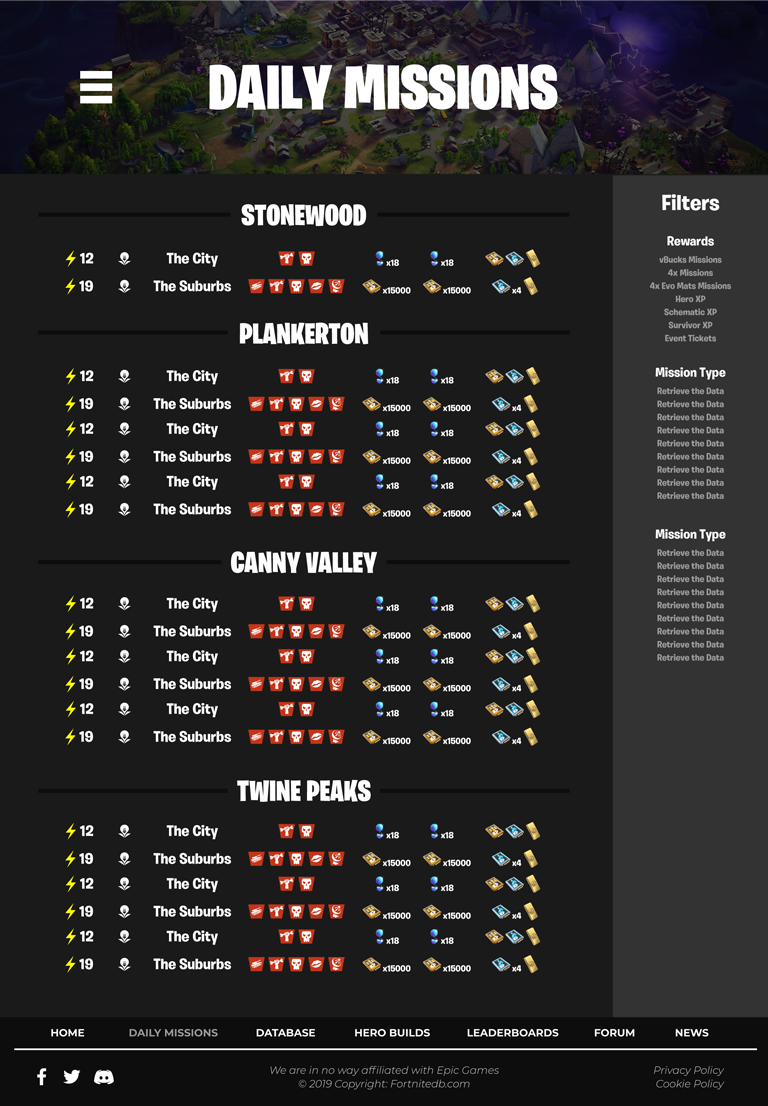 DAILY MISSIONS
STONEWOOD
12 The City x18 x18
19 The Suburbs x15000 x15000 x4
PLANKERTON
12 The City x18 x18
19 The Suburbs x15000 x15000 x4
12 The City x18 x18
19 The Suburbs x15000 x15000 x4
12 The City x18 x18
19 The Suburbs x15000 x15000 x4
CANNY VALLEY
12 The City x18 x18
19 The Suburbs x15000 x15000 x4
12 The City x18 x18
19 The Suburbs x15000 x15000 x4
12 The City x18 x18
19 The Suburbs x15000 x15000 x4
TWINE PEAKS
12 The City x18 x18
19 The Suburbs x15000 x15000 x4
12 The City x18 x18
19 The Suburbs x15000 x15000 x4
12 The City x18 x18
19 The Suburbs x15000 x15000 x4
Filters
Rewards
vBucks Missions
4x Missions
4x Evo Mats Missions
Hero XP
Schematic XP
Survivor XP
Event Tickets
Mission Type
Retrieve the Data
Retrieve the Data
Retrieve the Data
Retrieve the Data
Retrieve the Data
Retrieve the Data
Retrieve the Data
Retrieve the Data
Retrieve the Data
Mission Type
Retrieve the Data
Retrieve the Data
Retrieve the Data
Retrieve the Data
Retrieve the Data
Retrieve the Data
Retrieve the Data
Retrieve the Data
Retrieve the Data
HOME DAILY MISSIONS DATABASE HERO BUILDS LEADERBOARDS FORUM NEWS
We are in no way affiliated with Epic Games
© 2019 Copyright: Fortnitedb.com
Privacy Policy
Cookie Policy